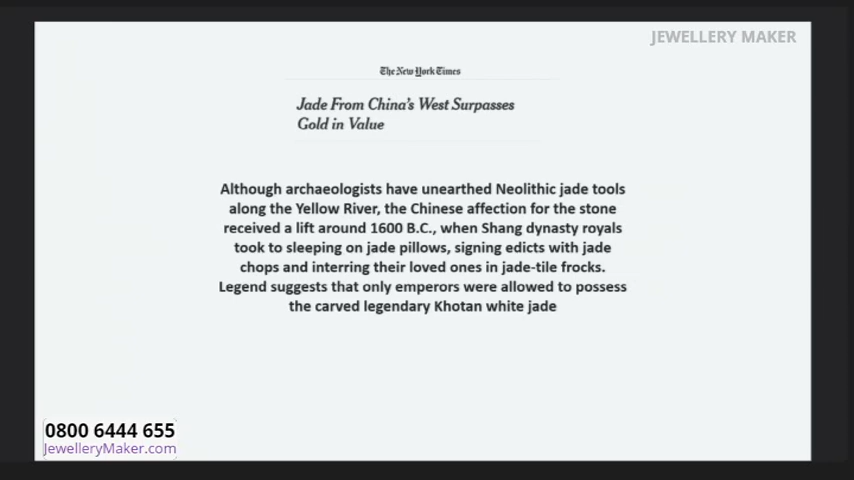 JEWELLERY MAKER
The New York Times
Jade From China's West Surpasses
Gold in Value
Although archaeologists have unearthed Neolithic jade tools
along the Yellow River, the Chinese affection for the stone
received a lift around 1600 B.C., when Shang dynasty royals
took to sleeping on jade pillows, signing edicts with jade
chops and interring their loved ones in jade-tile frocks.
Legend suggests that only emperors were allowed to possess
the carved legendary Khotan white jade
0800 6444 655
JewelleryMaker.com